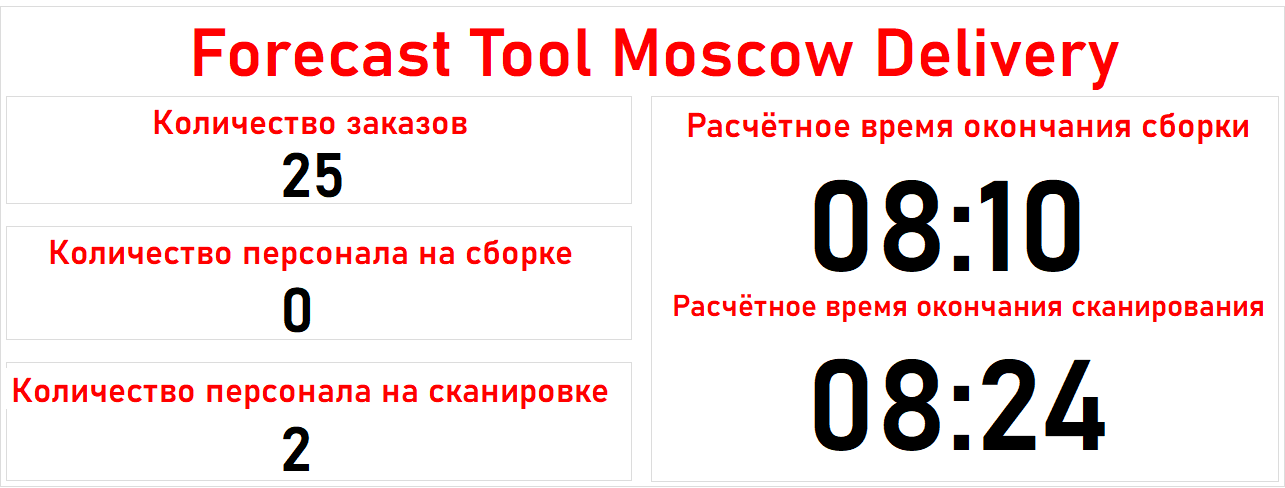 Forecast Tool Moscow Delivery
Количество заказов
25
Количество персонала на сборке
0
Количество персонала на сканировке
2
Расчётное время окончания сборки
08:10
Расчётное время окончания сканирования
08:24